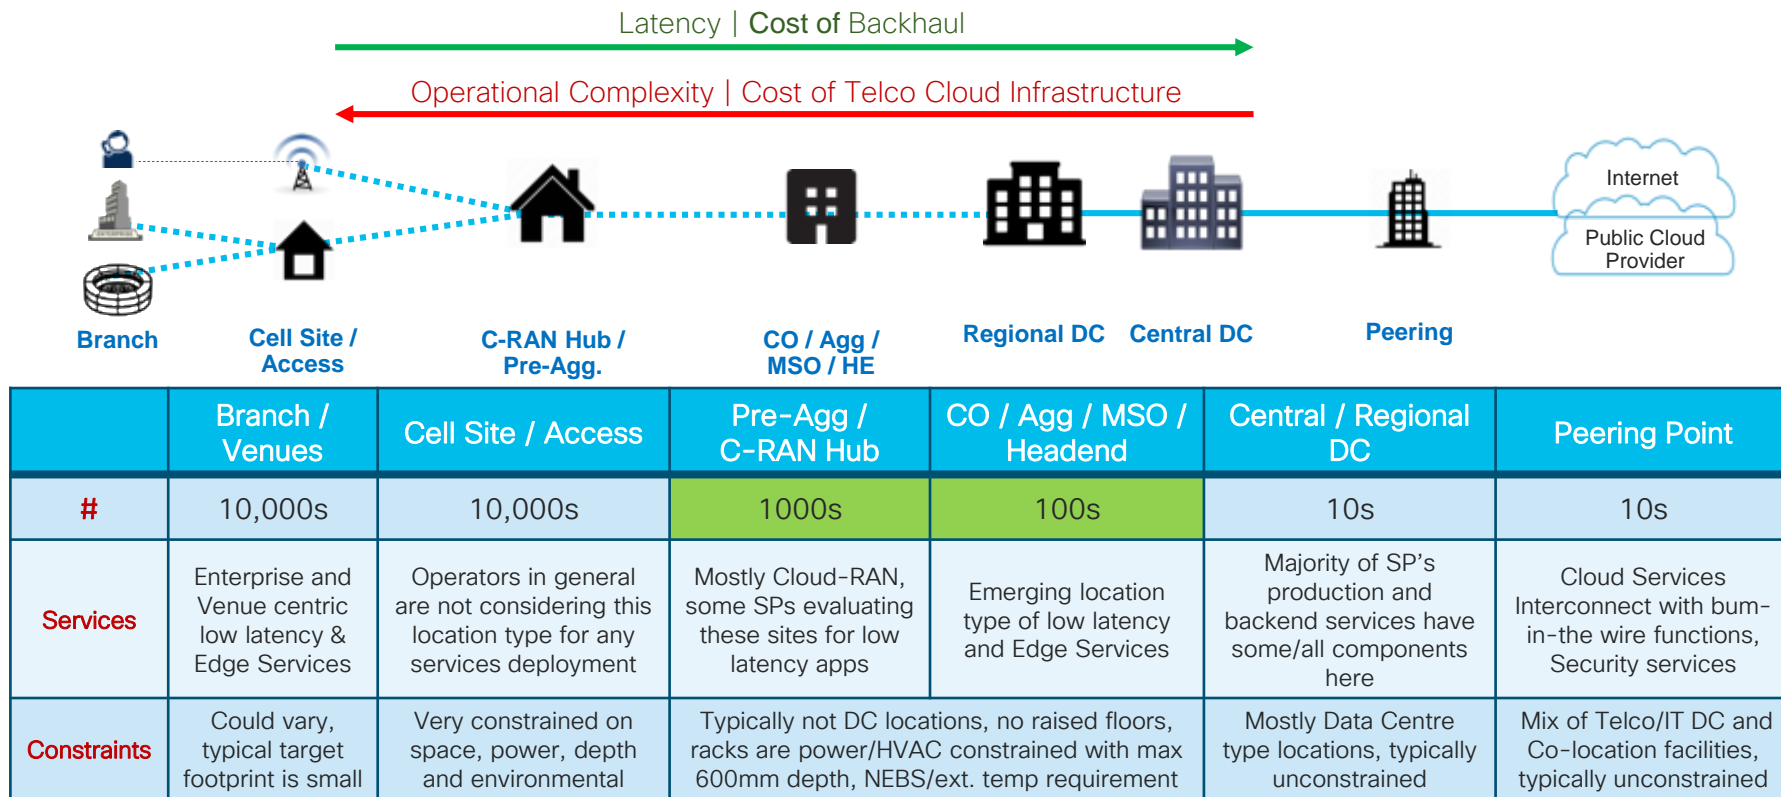 Latency | Cost of Backhaul
Operational Complexity | Cost of Telco Cloud Infrastructure
Internet
Public Cloud
Provider
Branch
Cell Site /
Access
C-RAN Hub /
Pre-Agg.
CO / Agg /
MSO / HE
Regional DC
Central DC
Peering
Branch /
Venues
Cell Site / Access
Pre-Agg /
C-RAN Hub
CO / Agg / MSO /
Headend
Central / Regional
DC
Peering Point
#
10,000s
10,000s
1000s
100s
10s
10s
Services
Enterprise and
Venue centric
low latency &
Edge Services
Operators in general
are not considering this
location type for any
services deployment
Mostly Cloud-RAN,
some SPs evaluating
these sites for low
latency apps
Emerging location
type of low latency
and Edge Services
Majority of SP's
production and
backend services have
some/all components
here
Cloud Services
Interconnect with bum-
in-the wire functions,
Security services
Constraints
Could vary,
typical target
footprint is small
Very constrained on
space, power, depth
and environmental
Typically not DC locations, no raised floors,
racks are power/HVAC constrained with max
600mm depth, NEBS/ext. temp requirement
Mostly Data Centre
type locations, typically
unconstrained
Mix of Telco/IT DC and
Co-location facilities,
typically unconstrained